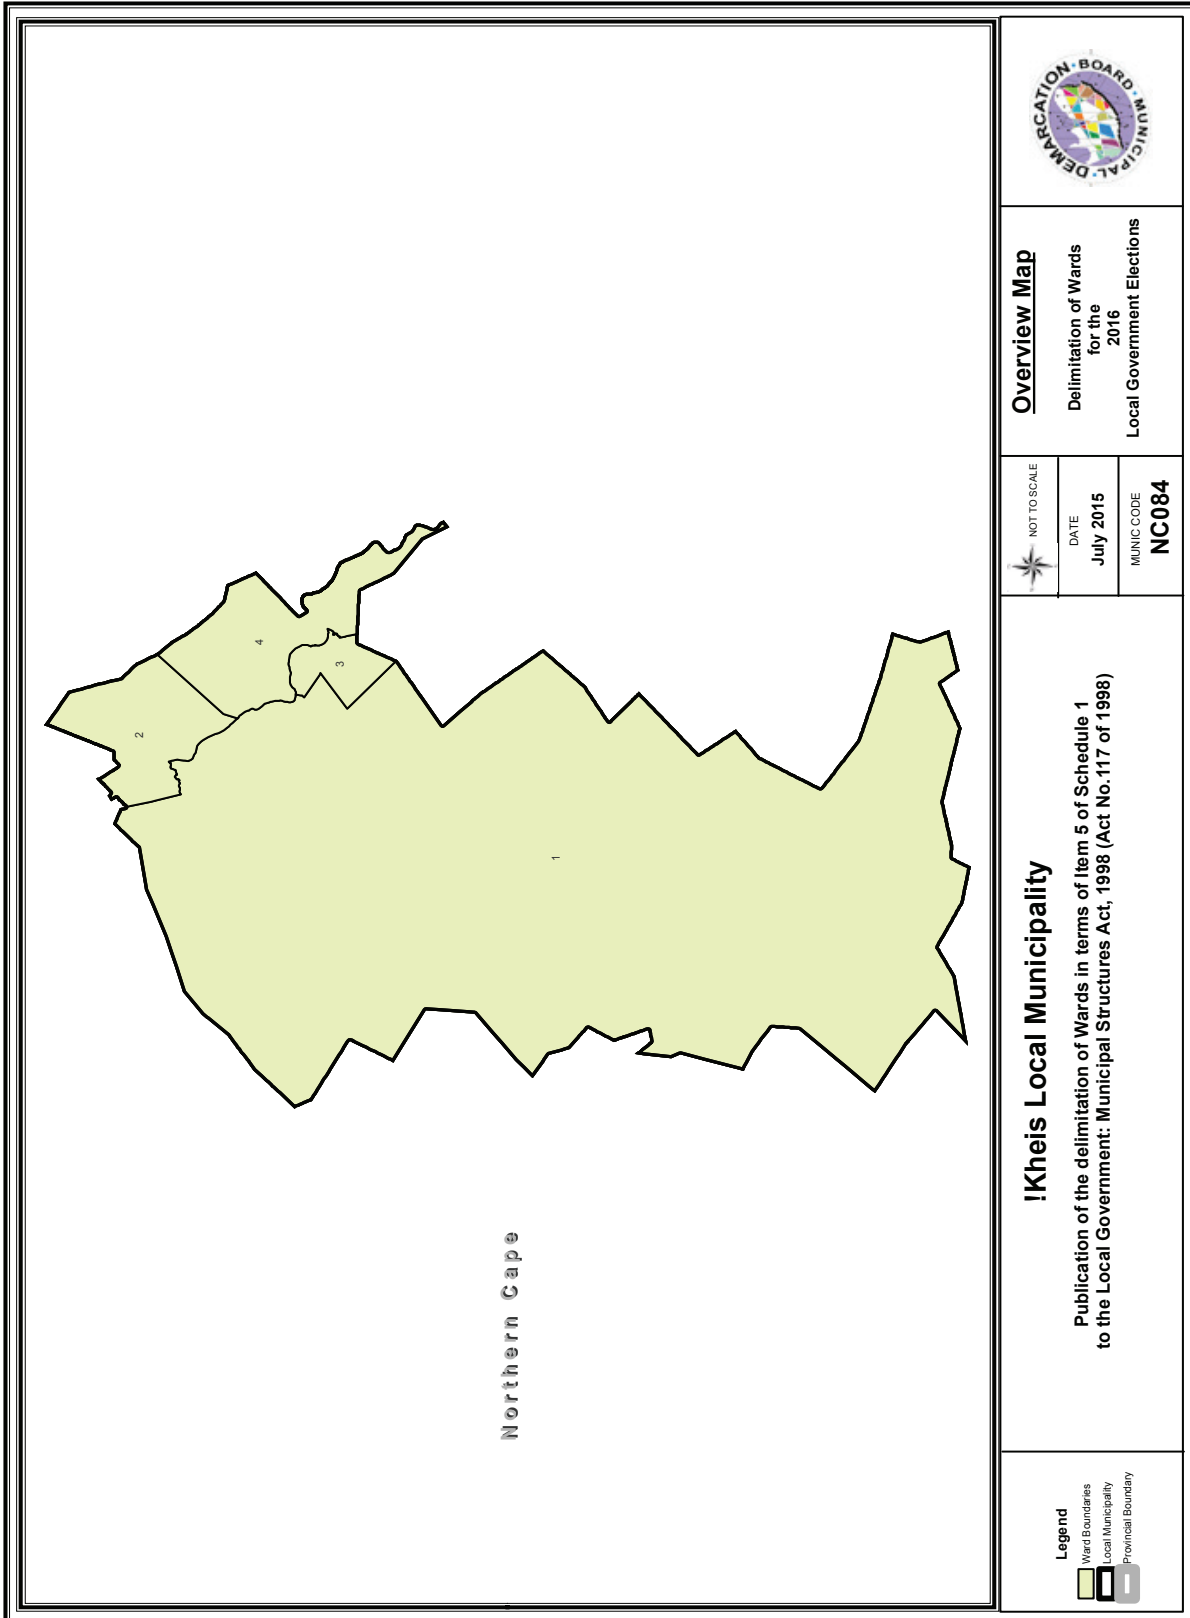 Northern Cape
1
2
3
4
Legend
Ward Boundaries
Local Municipality
Provincial Boundary
!Kheis Local Municipality
Publication of the delimitation of Wards in terms of Item 5 of Schedule 1
to the Local Government: Municipal Structures Act, 1998 (Act No.117 of 1998)
NOT TO SCALE
DATE
July 2015
MUNIC CODE
NC084
Overview Map
Delimitation of Wards
for the
2016
Local Government Elections
MUNICIPAL · DEMARCATION · BOARD ·